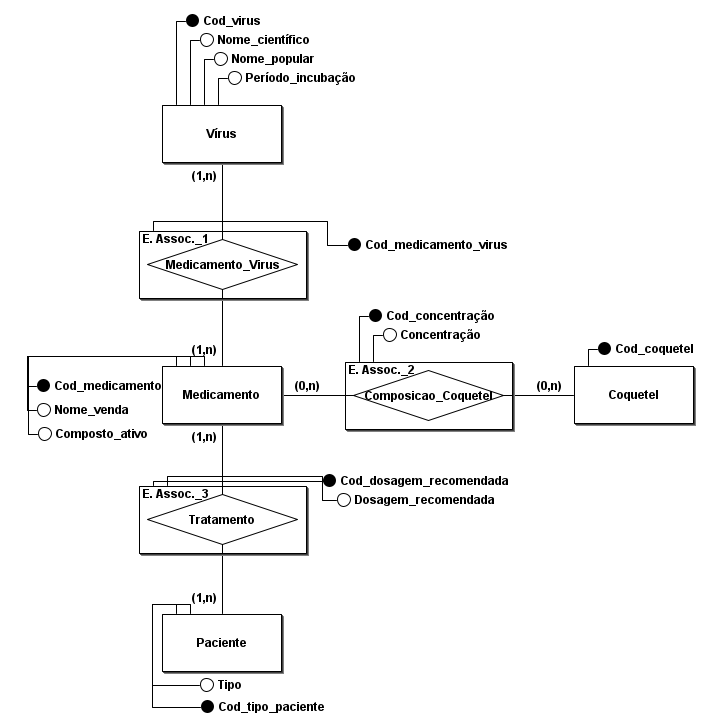 Cod_virus
Nome_científico
Nome_popular
Período_incubação
Vírus
(1,n)
E. Assoc._1
Medicamento_Virus
Cod_medicamento_virus
(1,n)
Cod_concentração
Concentração
Cod_coquetel
E. Assoc._2
Cod_medicamento
Nome_venda
Composto_ativo
Medicamento
(0,n)
Composicao_Coquetel
(0,n)
Coquetel
(1,n)
Cod_dosagem_recomendada
Dosagem_recomendada
E. Assoc._3
Tratamento
(1,n)
Paciente
Tipo
Cod_tipo_paciente